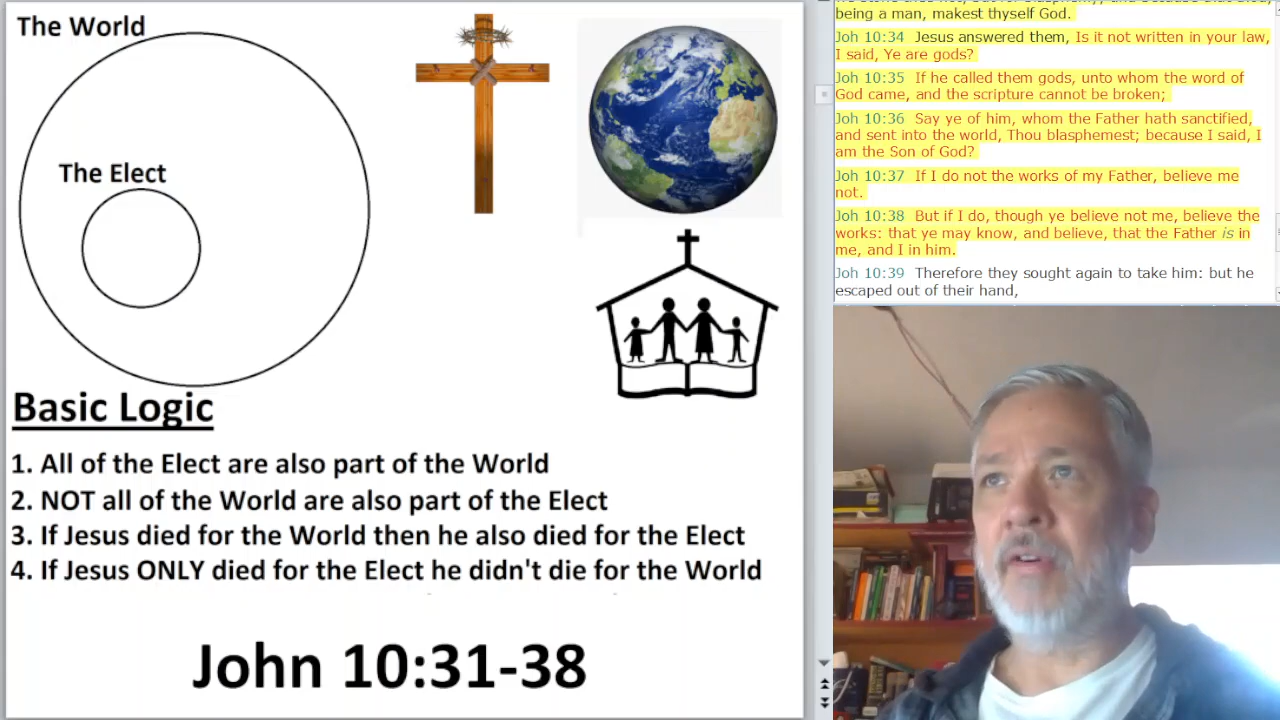 The World
The Elect
Basic Logic
1. All of the Elect are also part of the World
2. NOT all of the World are also part of the Elect
3. If Jesus died for the World then he also died for the Elect
4. If Jesus ONLY died for the Elect he didn't die for the World
John 10:31-38
being a man, makest thyself God.
Joh 10:34 Jesus answered them, Is it not written in your law,
I said, Ye are gods?
Joh 10:35 If he called them gods, unto whom the word of
God came, and the scripture cannot be broken;
Joh 10:36 Say ye of him, whom the Father hath sanctified,
and sent into the world, Thou blasphemest; because I said, I
am the Son of God?
Joh 10:37 If I do not the works of my Father, believe me
not.
Joh 10:38 But if I do, though ye believe not me, believe the
works: that ye may know, and believe, that the Father is in
me, and I in him.
Joh 10:39 Therefore they sought again to take him: but he
escaped out of their hand,